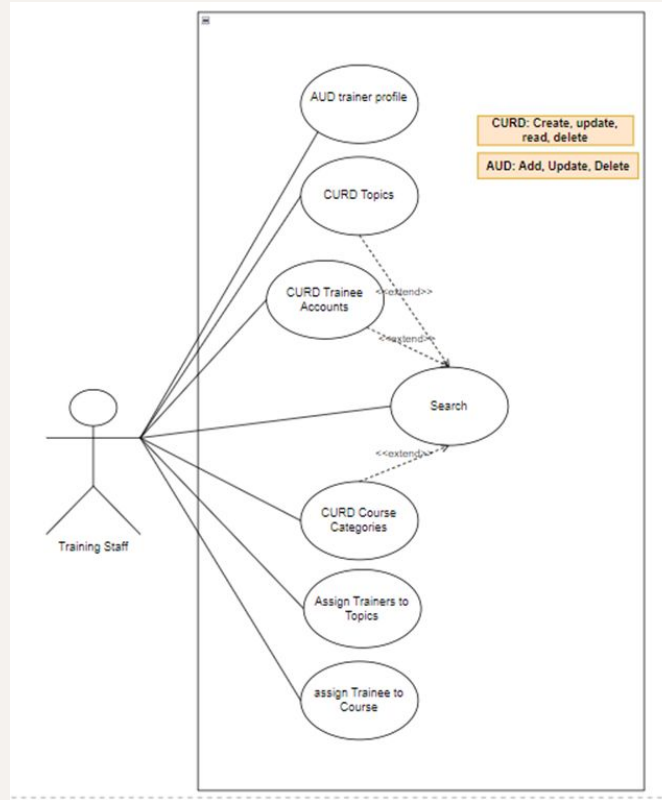 AUD trainer profile
CURD: Create, update,
read, delete
AUD: Add, Update, Delete
CURD Topics
CURD Trainee
Accounts
<<extend>>
<<extend>>
Search
<<extend>>
CURD Course
Categories
Training Staff
Assign Trainers to
Topics
assign Trainee to
Course